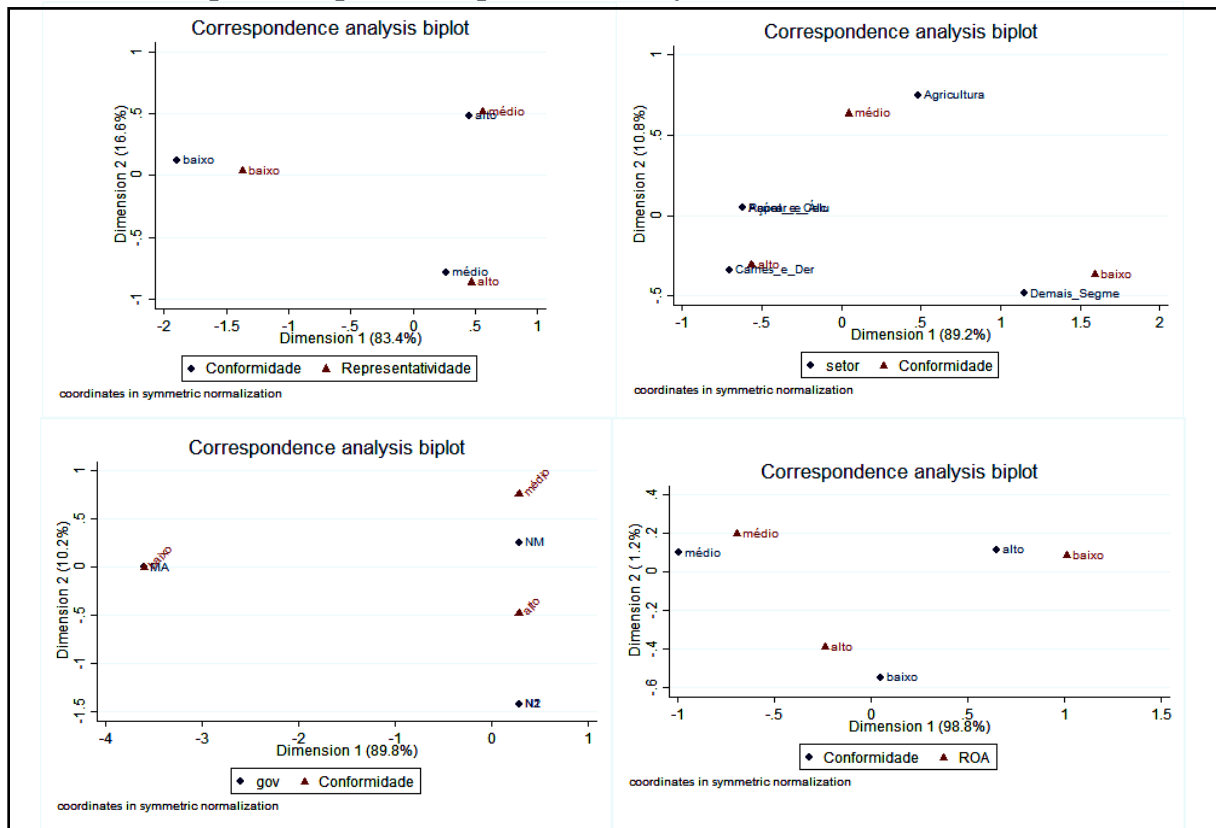 Correspondence analysis biplot
1
.5
0
-.5
-1
Dimension 2 (16.6%)
baixo
baixo
alto
médio
médio
alto
-2
-1.5
-1
-.5
0
.5
1
Dimension 1 (83.4%)
Conformidade
Representatividade
coordinates in symmetric normalization
Correspondence analysis biplot
1
.5
0
-.5
Dimension 2 (10.8%)
Agricultura
médio
alto
Carnes_e_Der
baixo
Demais_Segme
-1
-.5
0
.5
1
1.5
2
Dimension 1 (89.2%)
setor
Conformidade
coordinates in symmetric normalization
Correspondence analysis biplot
1
.5
0
-.5
-1
-1.5
Dimension 2 (10.2%)
baixo
MA
médio
NM
alto
-4
-3
-2
-1
0
1
Dimension 1 (89.8%)
gov
Conformidade
coordinates in symmetric normalization
Correspondence analysis biplot
.4
.2
0
-.2
-.4
-.6
Dimension 2 ( 1.2%)
médio
médio
alto
baixo
alto
baixo
-1
-.5
0
.5
1
1.5
Dimension 1 (98.8%)
Conformidade
ROA
coordinates in symmetric normalization